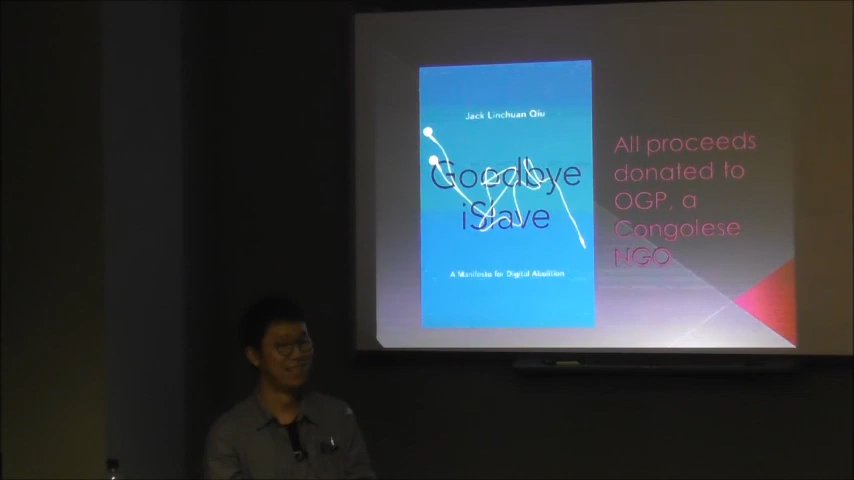 Jack Linchuan Qiu
Goodbye
iSlave
A Manifesto for Digital Abolition
All proceeds
donated to
OGP, a
Congolese
NGO